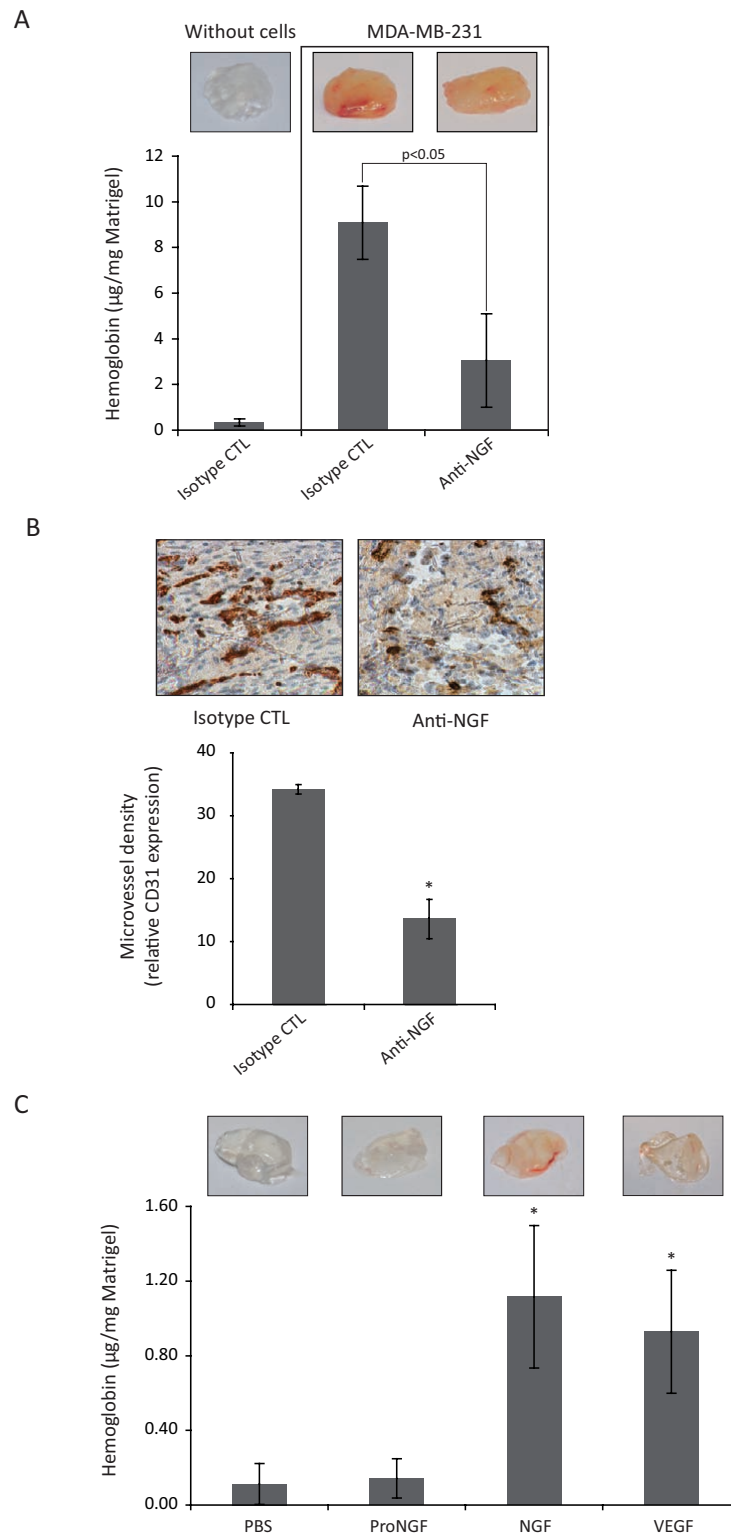 A
Without cells
MDA-MB-231
p<0.05
Hemoglobin (µg/mg Matrigel)
12
10
8
6
4
2
0
Isotype CTL
Isotype CTL
Anti-NGF
B
Isotype CTL
Anti-NGF
Microvessel density
(relative CD31 expression)
40
30
20
10
0
*
Isotype CTL
Anti-NGF
C
Hemoglobin (µg/mg Matrigel)
1.60
1.20
0.80
0.40
0.00
*
*
PBS
ProNGF
NGF
VEGF